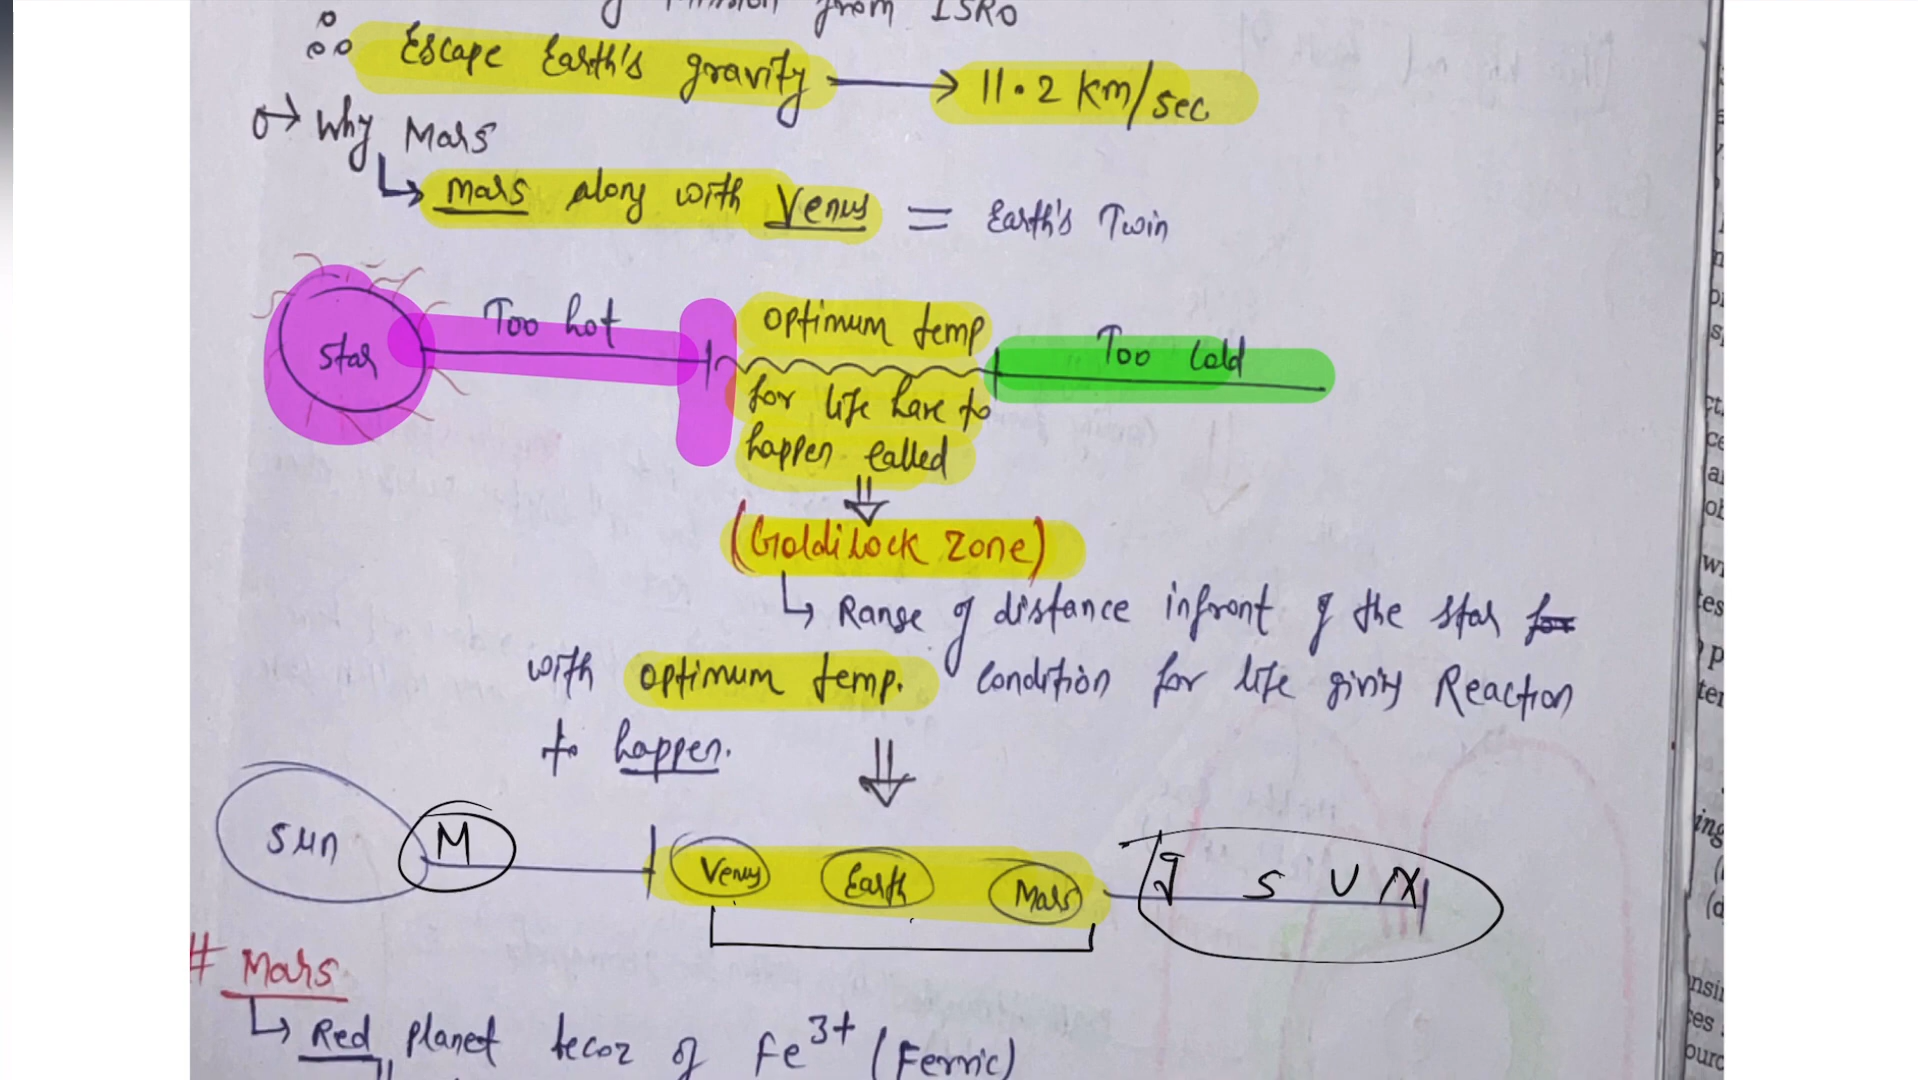 Mission from ISRO
Escape Earth's gravity → 11.2 km/sec
Why Mars
Mars along with Venus = Earth's Twin
Star
Too hot
optimum temp
Too Cold
for life have to
happen called
(Goldilock Zone)
Range of distance infront of the star
with optimum temp. condition for life giving Reaction
to happen.
Sun M Venus Earth Mars J S U N
# Mars
Red planet becoz of Fe3+ (Ferric)